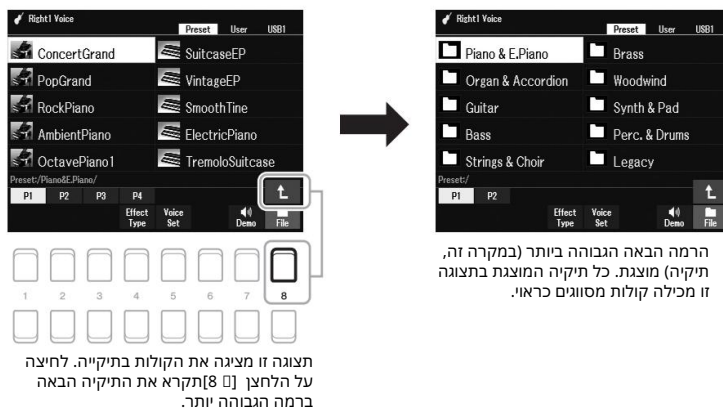 Right1 Voice
Preset User USB1
ConcertGrand SuitcaseEP
PopGrand VintageEP
RockPiano SmoothTine
AmbientPiano ElectricPiano
OctavePiano1 TremoloSuitcase
Preset:/Piano&E.Piano/
P1 P2 P3 P4
Effect Type Voice Set Demo File
1 2 3 4 5 6 7 8
תצוגה זו מציגה את הקולות בתיקייה. לחיצה
על הלחצן [ 8]תקרא את התיקיה הבאה
ברמה הגבוהה יותר.
Right1 Voice
Preset User USB1
Piano & E.Piano Brass
Organ & Accordion Woodwind
Guitar Synth & Pad
Bass Perc. & Drums
Strings & Choir Legacy
Preset:/
P1 P2
Effect Type Voice Set Demo File
הרמה הבאה הגבוהה ביותר (במקרה זה,
תיקיה) מוצגת. כל תיקיה המוצגת בתצוגה
זו מכילה קולות מסווגים כראוי.